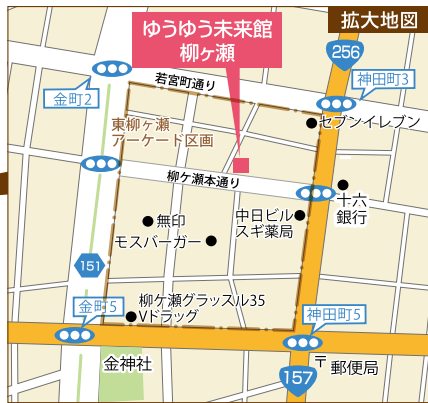 拡大地図
ゆうゆう未来館
柳ヶ瀬
256
若宮町通り
神田町3
金町2
セブンイレブン
東柳ヶ瀬
アーケード区画
柳ヶ瀬本通り
十六
銀行
無印
中日ビル
スギ薬局
モスバーガー
151
柳ケ瀬グラッスル35
Vドラッグ
金町5
神田町5
金神社
〒
郵便局
157